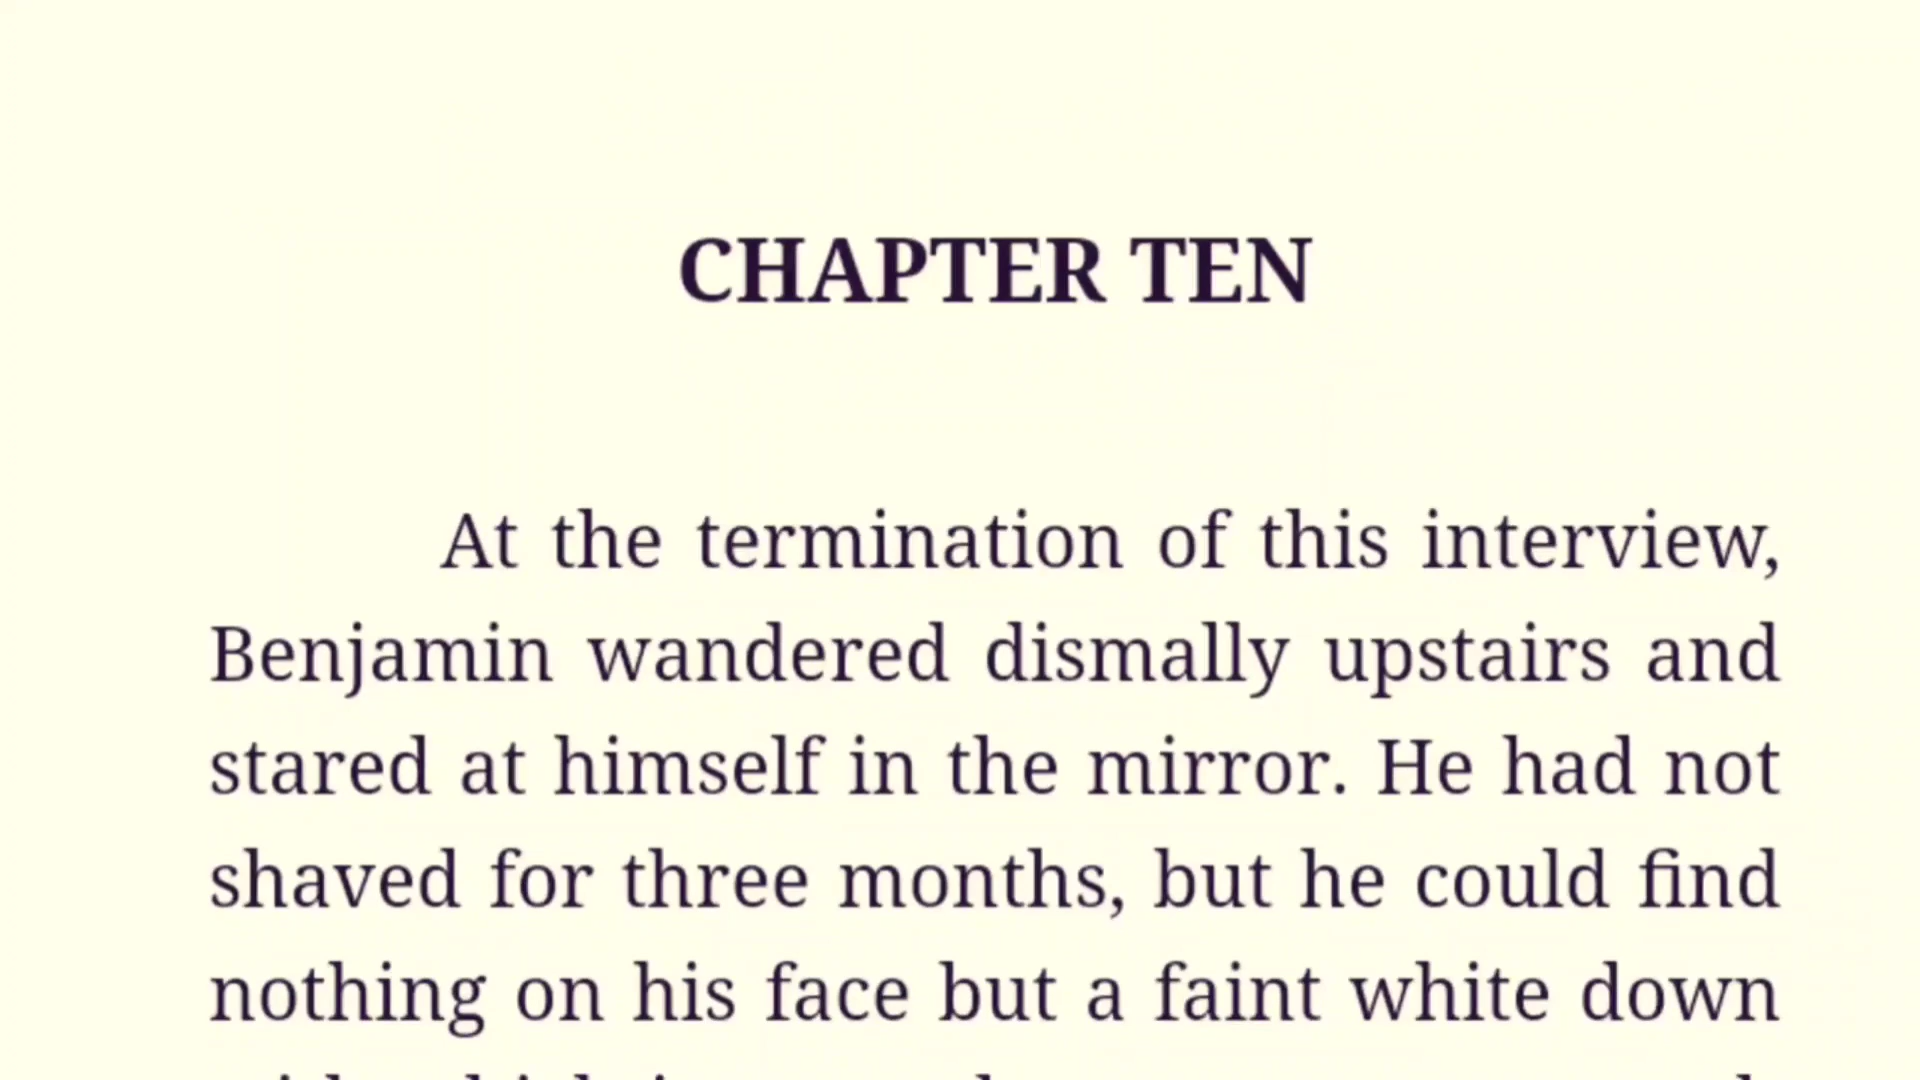 CHAPTER TEN
At the termination of this interview,
Benjamin wandered dismally upstairs and
stared at himself in the mirror. He had not
shaved for three months, but he could find
nothing on his face but a faint white down